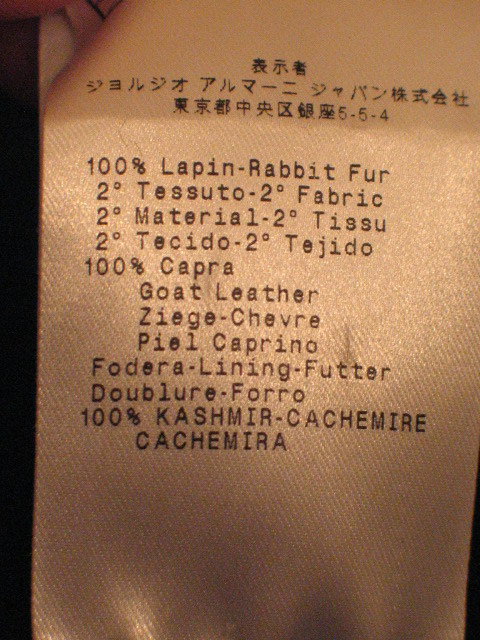 表示者
ジョルジオ アルマーニ ジャパン株式会社
東京都中央区銀座5-5-4
100% Lapin-Rabbit Fur
2° Tessuto-2° Fabric
2° Material-2° Tissu
2° Tecido-2° Tejido
100% Capra
Goat Leather
Ziege-Chevre
Piel Caprino
Fodera-Lining-Futter
Doublure-Forro
100% KASHMIR-CACHEMIRE
CACHEMIRA